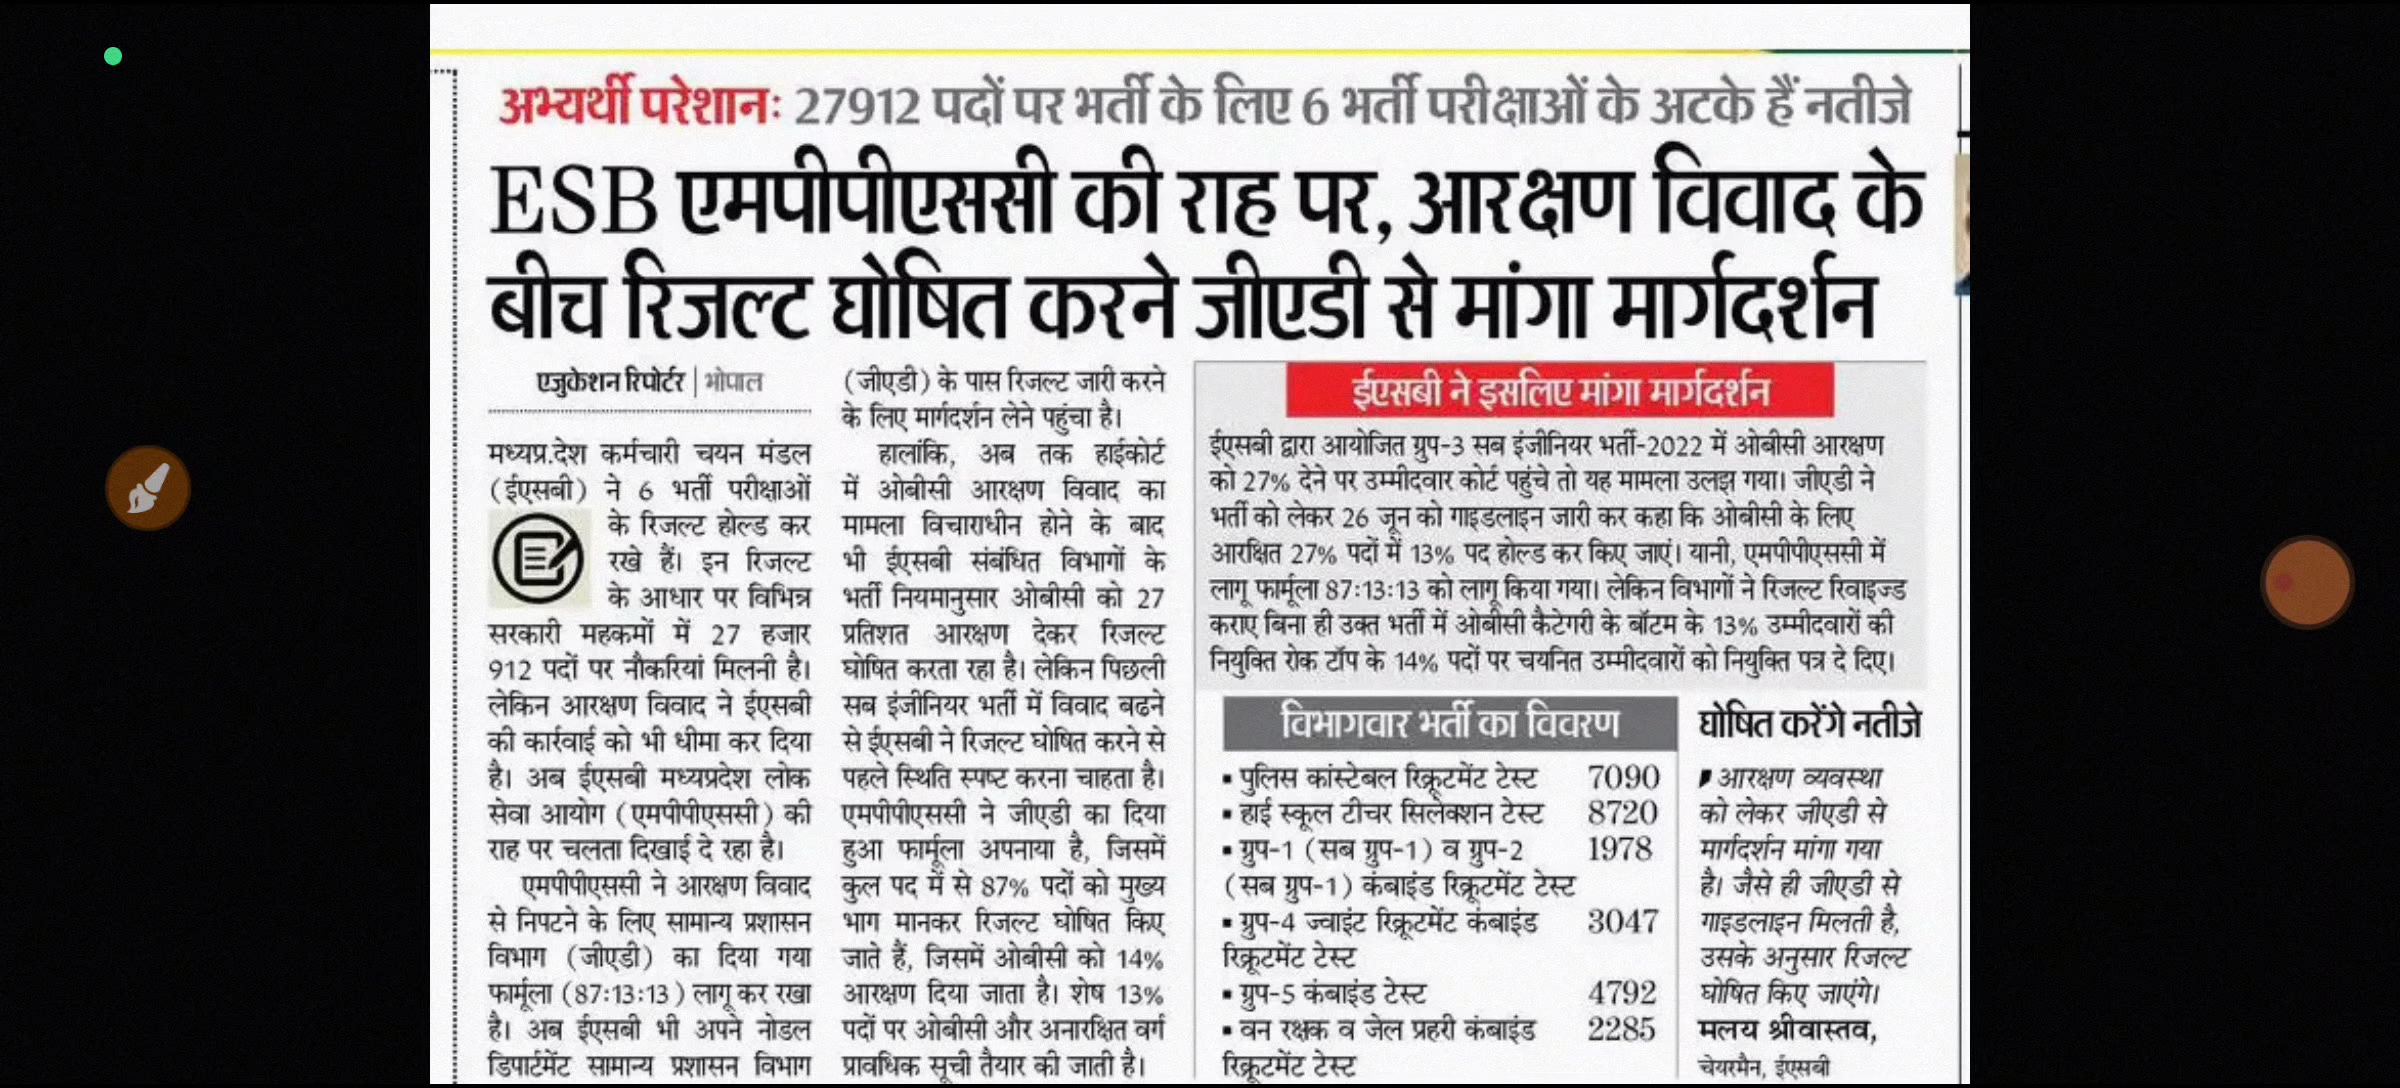 अभ्यर्थी परेशान: 27912 पदों पर भर्ती के लिए 6 भर्ती परीक्षाओं के अटके हैं नतीजे
ESB एमपीपीएससी की राह पर, आरक्षण विवाद के
बीच रिजल्ट घोषित करने जीएडी से मांगा मार्गदर्शन
एजुकेशन रिपोर्टर | भोपाल
मध्यप्र.देश कर्मचारी चयन मंडल
(ईएसबी) ने 6 भर्ती परीक्षाओं
के रिजल्ट होल्ड कर
रखे हैं। इन रिजल्ट
के आधार पर विभिन्न
सरकारी महकमों में 27 हजार
912 पदों पर नौकरियां मिलनी है।
लेकिन आरक्षण विवाद ने ईएसबी
की कार्रवाई को भी धीमा कर दिया
है। अब ईएसबी मध्यप्रदेश लोक
सेवा आयोग (एमपीपीएससी) की
राह पर चलता दिखाई दे रहा है।
एमपीपीएससी ने आरक्षण विवाद
से निपटने के लिए सामान्य प्रशासन
विभाग (जीएडी) का दिया गया
फार्मूला (87:13:13) लागू कर रखा
है। अब ईएसबी भी अपने नोडल
डिपार्टमेंट सामान्य प्रशासन विभाग
(जीएडी) के पास रिजल्ट जारी करने
के लिए मार्गदर्शन लेने पहुंचा है।
हालांकि, अब तक हाईकोर्ट
में ओबीसी आरक्षण विवाद का
मामला विचाराधीन होने के बाद
भी ईएसबी संबंधित विभागों के
भर्ती नियमानुसार ओबीसी को 27
प्रतिशत आरक्षण देकर रिजल्ट
घोषित करता रहा है। लेकिन पिछली
सब इंजीनियर भर्ती में विवाद बढने
से ईएसबी ने रिजल्ट घोषित करने से
पहले स्थिति स्पष्ट करना चाहता है।
एमपीपीएससी ने जीएडी का दिया
हुआ फार्मूला अपनाया है, जिसमें
कुल पद में से 87% पदों को मुख्य
भाग मानकर रिजल्ट घोषित किए
जाते हैं, जिसमें ओबीसी को 14%
आरक्षण दिया जाता है। शेष 13%
पदों पर ओबीसी और अनारक्षित वर्ग
प्रावधिक सूची तैयार की जाती है।
ईएसबी ने इसलिए मांगा मार्गदर्शन
ईएसबी द्वारा आयोजित ग्रुप-3 सब इंजीनियर भर्ती-2022 में ओबीसी आरक्षण
को 27% देने पर उम्मीदवार कोर्ट पहुंचे तो यह मामला उलझ गया। जीएडी ने
भर्ती को लेकर 26 जून को गाइडलाइन जारी कर कहा कि ओबीसी के लिए
आरक्षित 27% पदों में 13% पद होल्ड कर किए जाएं। यानी, एमपीपीएससी में
लागू फार्मूला 87:13:13 को लागू किया गया। लेकिन विभागों ने रिजल्ट रिवाइज्ड
कराए बिना ही उक्त भर्ती में ओबीसी कैटेगरी के बॉटम के 13% उम्मीदवारों की
नियुक्ति रोक टॉप के 14% पदों पर चयनित उम्मीदवारों को नियुक्ति पत्र दे दिए।
विभागवार भर्ती का विवरण
▪ पुलिस कांस्टेबल रिक्रूटमेंट टेस्ट 7090
▪ हाई स्कूल टीचर सिलेक्शन टेस्ट 8720
▪ ग्रुप-1 (सब ग्रुप-1) व ग्रुप-2 1978
(सब ग्रुप-1) कंबाइंड रिक्रूटमेंट टेस्ट
▪ ग्रुप-4 ज्वाइंट रिक्रूटमेंट कंबाइंड 3047
रिक्रूटमेंट टेस्ट
▪ ग्रुप-5 कंबाइंड टेस्ट 4792
▪ वन रक्षक व जेल प्रहरी कंबाइंड 2285
रिक्रूटमेंट टेस्ट
घोषित करेंगे नतीजे
आरक्षण व्यवस्था
को लेकर जीएडी से
मार्गदर्शन मांगा गया
है। जैसे ही जीएडी से
गाइडलाइन मिलती है,
उसके अनुसार रिजल्ट
घोषित किए जाएंगे।
मलय श्रीवास्तव,
चेयरमैन, ईएसबी